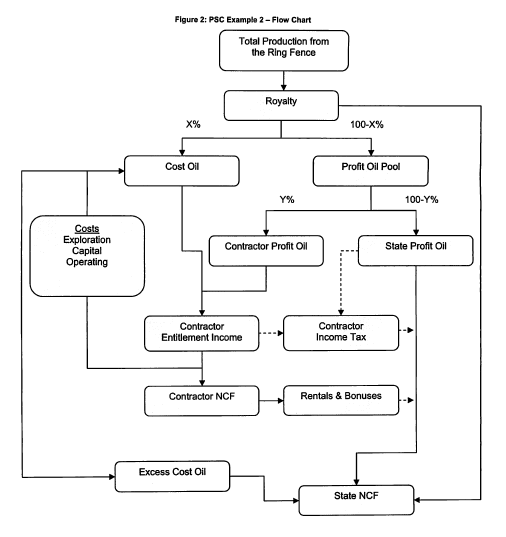 Figure 2: PSC Example 2 – Flow Chart
Total Production from
the Ring Fence
Royalty
X%
100-X%
Cost Oil
Profit Oil Pool
Y%
100-Y%
Costs
Exploration
Capital
Operating
Contractor Profit Oil
State Profit Oil
Contractor
Entitlement Income
Contractor
Income Tax
Contractor NCF
Rentals & Bonuses
Excess Cost Oil
State NCF